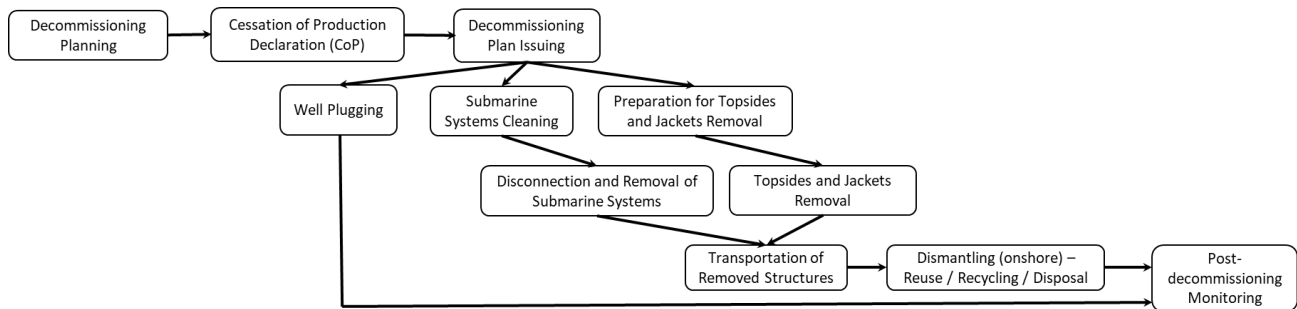 Decommissioning
Planning
Cessation of Production
Declaration (CoP)
Decommissioning
Plan Issuing
Well Plugging
Submarine
Systems Cleaning
Preparation for Topsides
and Jackets Removal
Disconnection and Removal of
Submarine Systems
Topsides and Jackets
Removal
Transportation of
Removed Structures
Dismantling (onshore) –
Reuse / Recycling / Disposal
Post-
decommissioning
Monitoring